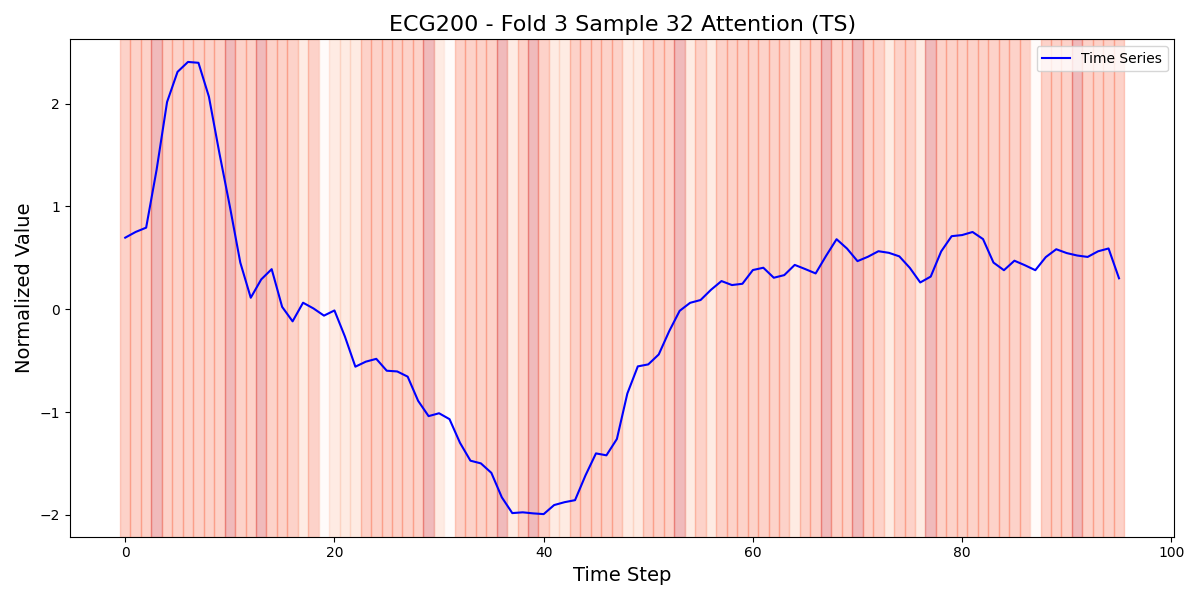 ECG200 - Fold 3 Sample 32 Attention (TS)
Time Series
Normalized Value
2
1
0
−1
−2
0 20 40 60 80 100
Time Step